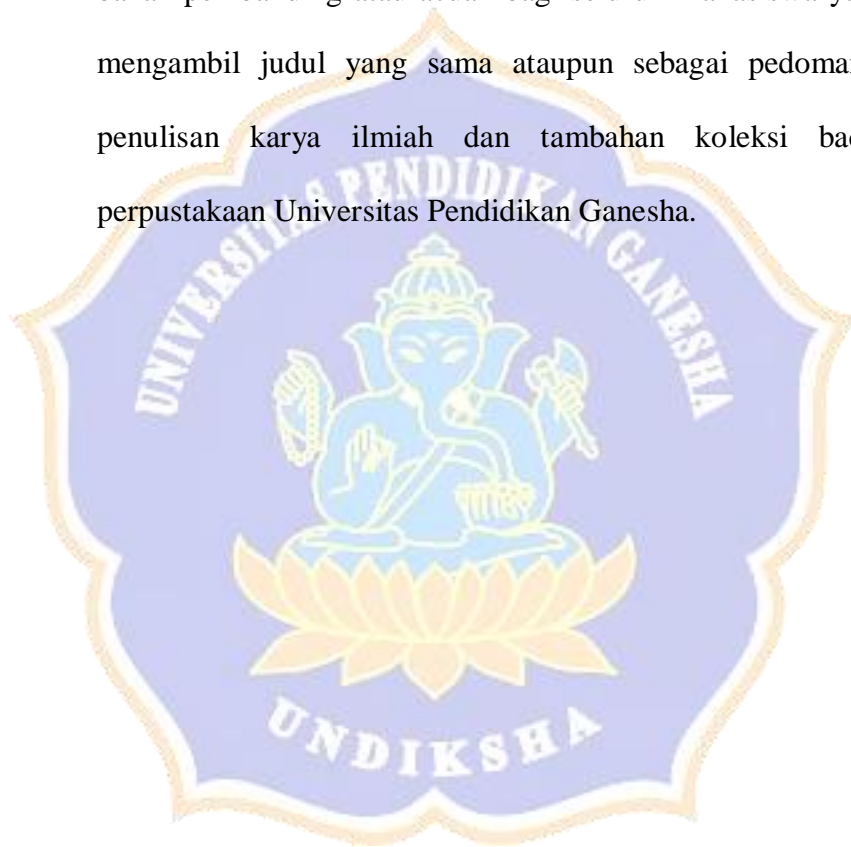 mengambil judul yang sama ataupun sebagai pedoman
penulisan karya ilmiah dan tambahan koleksi
perpustakaan Universitas Pendidikan Ganesha.
UNIVERSITAS PENDIDIKAN GANESHA
UNDIKSHA